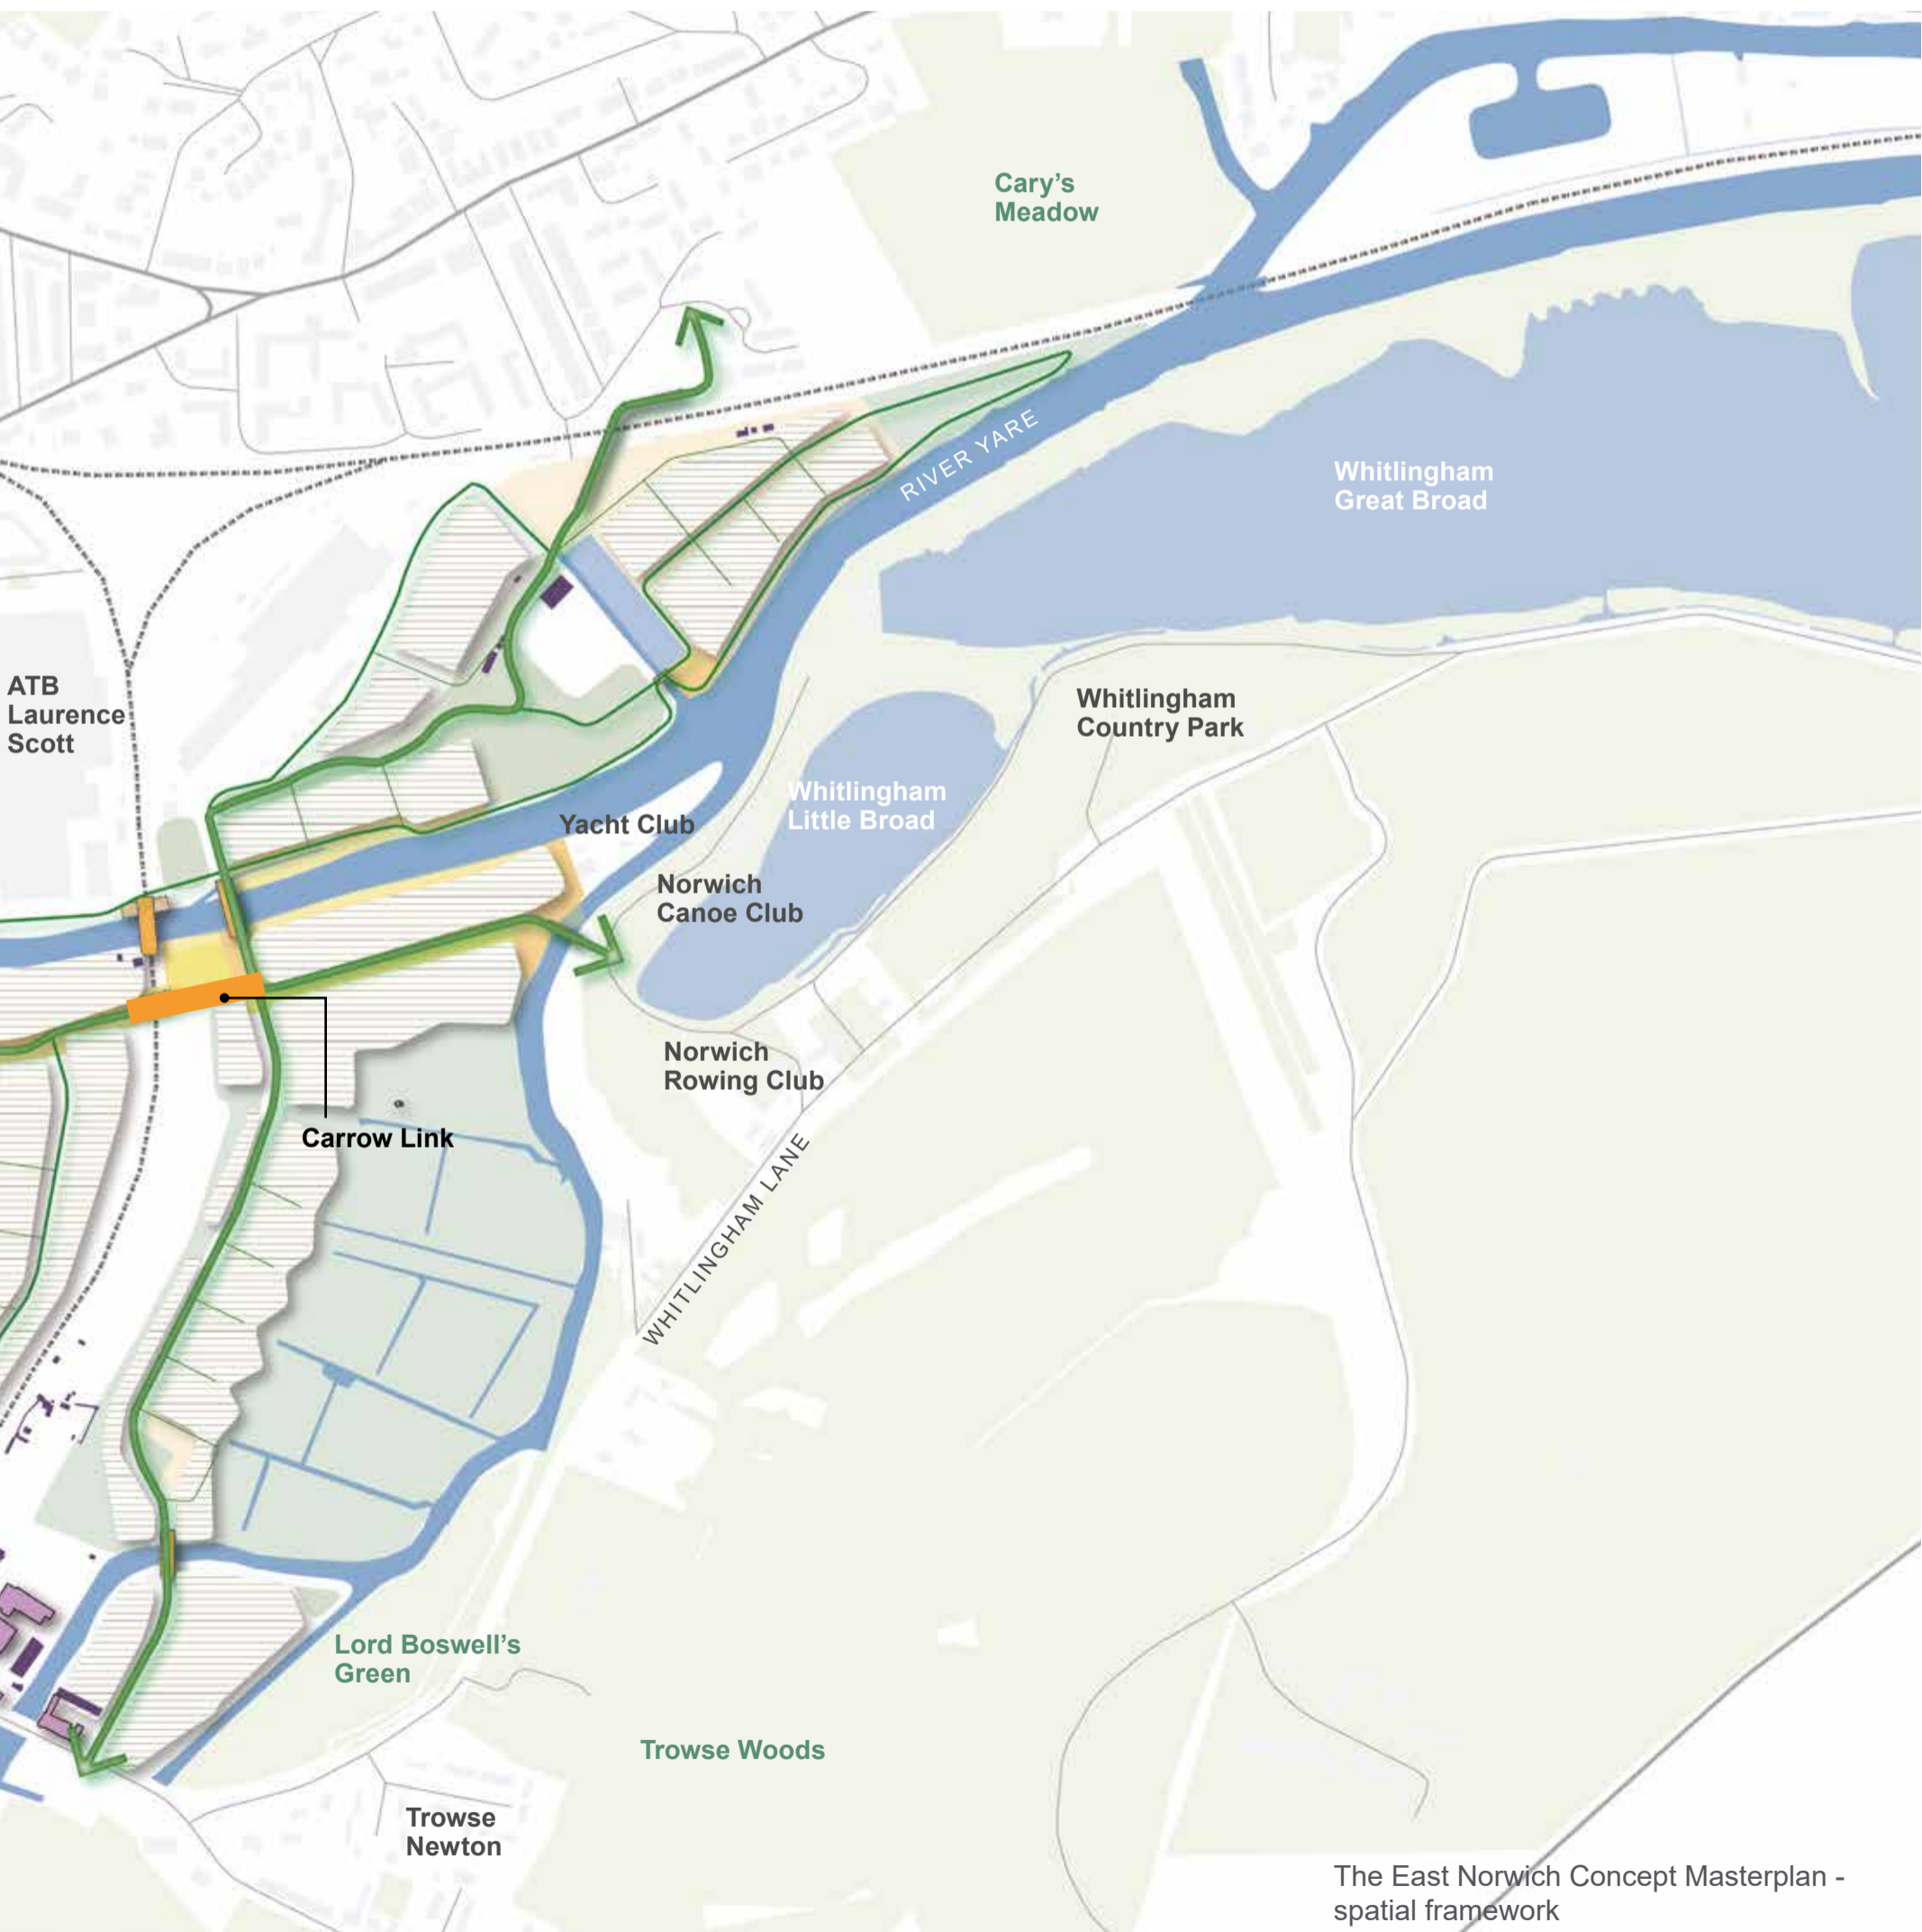 Cary’s
Meadow
RIVER YARE
Whitlingham
Great Broad
ATB
Laurence
Scott
Whitlingham
Country Park
Whitlingham
Little Broad
Yacht Club
Norwich
Canoe Club
Norwich
Rowing Club
Carrow Link
WHITLINGHAM LANE
Lord Boswell’s
Green
Trowse Woods
Trowse
Newton
The East Norwich Concept Masterplan -
spatial framework